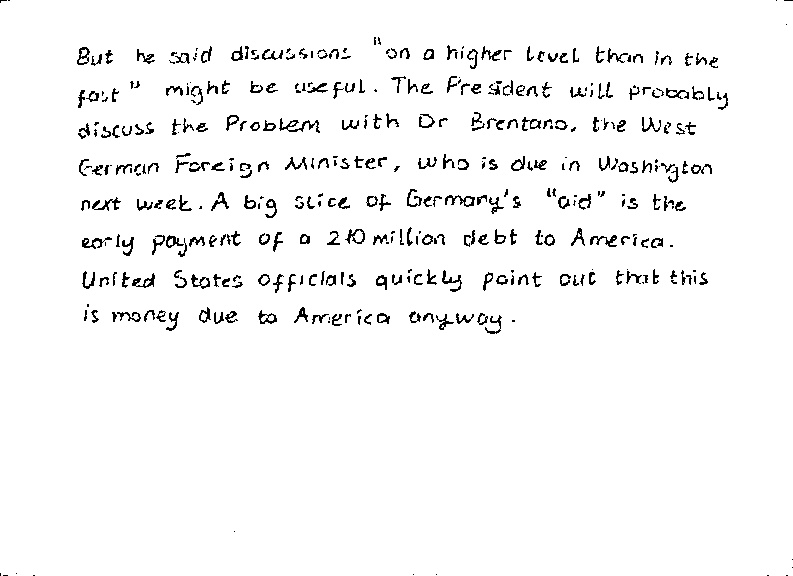 But he said discussions "on a higher level than in the
past" might be useful. The President will probably
discuss the Problem with Dr Brentano, the West
German Foreign Minister, who is due in Washington
next week. A big slice of Germany's "aid" is the
early payment of a 210 million debt to America.
United States officials quickly point out that this
is money due to America anyway.